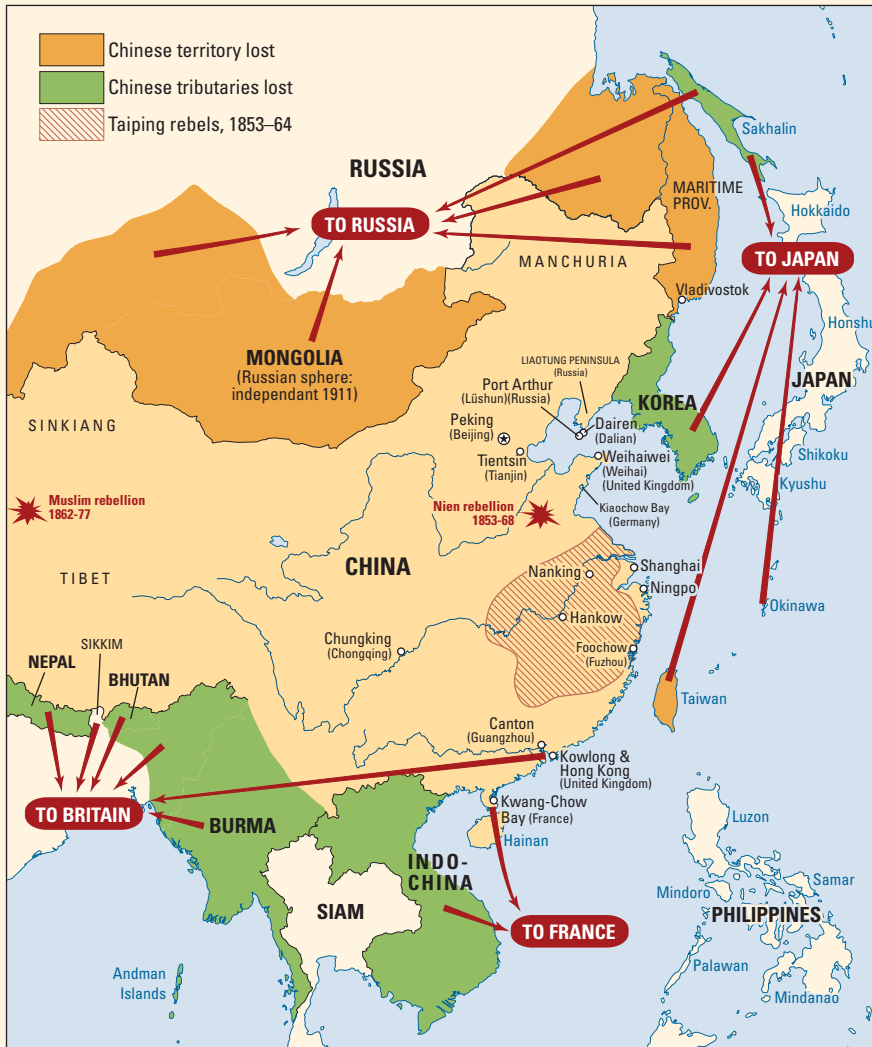 Chinese territory lost
Chinese tributaries lost
Taiping rebels, 1853–64
RUSSIA
TO RUSSIA
Sakhalin
MARITIME
PROV.
Hokkaido
TO JAPAN
MANCHURIA
Vladivostok
Honshu
MONGOLIA
(Russian sphere:
independant 1911)
LIAOTUNG PENINSULA
(Russia)
Port Arthur
(Lüshun)(Russia)
KOREA
JAPAN
SINKIANG
Peking
(Beijing)
Dairen
(Dalian)
Tientsin
(Tianjin)
Weihaiwei
(Weihai)
(United Kingdom)
Shikoku
Kyushu
Muslim rebellion
1862-77
Nien rebellion
1853-68
Kiaochow Bay
(Germany)
CHINA
TIBET
Nanking
Shanghai
Ningpo
Hankow
Okinawa
Chungking
(Chongqing)
Foochow
(Fuzhou)
SIKKIM
NEPAL
BHUTAN
Taiwan
Canton
(Guangzhou)
Kowlong &
Hong Kong
(United Kingdom)
TO BRITAIN
BURMA
Kwang-Chow
Bay (France)
Hainan
Luzon
INDO-
CHINA
SIAM
TO FRANCE
Mindoro
Samar
PHILIPPINES
Palawan
Mindanao
Andman
Islands